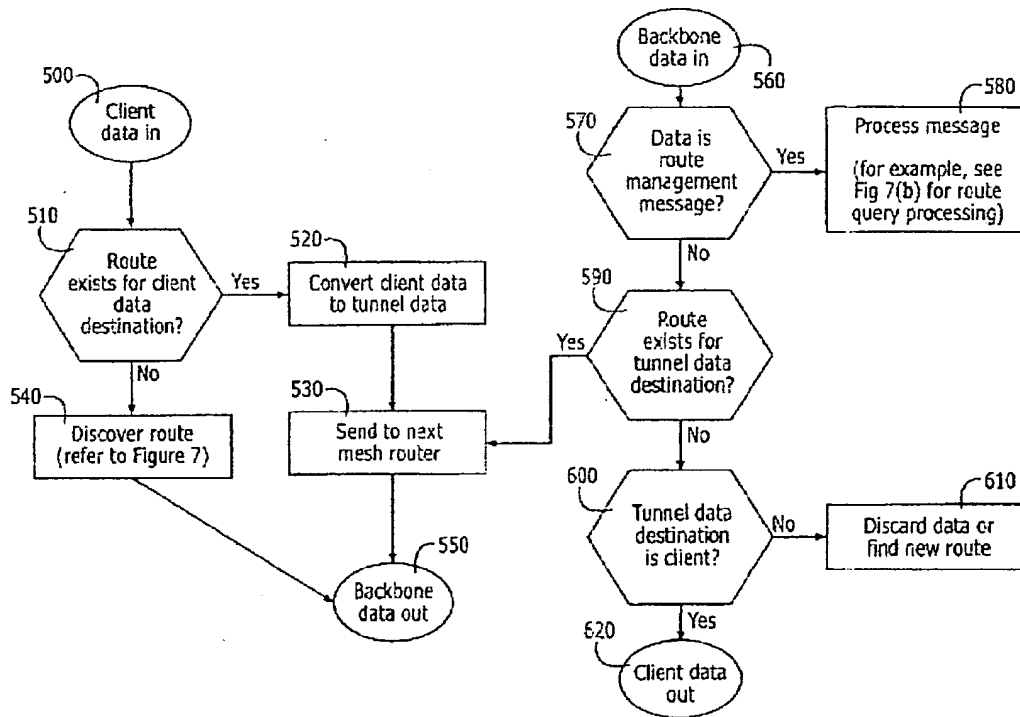 500
Client
data in
510
Route
exists for client
data
destination?
Yes
No
520
Convert client data
to tunnel data
530
Send to next
mesh router
540
Discover route
(refer to Figure 7)
550
Backbone
data out
Backbone
data in
560
570
Data is
route
management
message?
Yes
No
580
Process message
(for example, see
Fig 7(b) for route
query processing)
590
Route
exists for
tunnel data
destination?
Yes
No
600
Tunnel data
destination
is client?
No
Yes
610
Discard data or
find new route
620
Client data
out